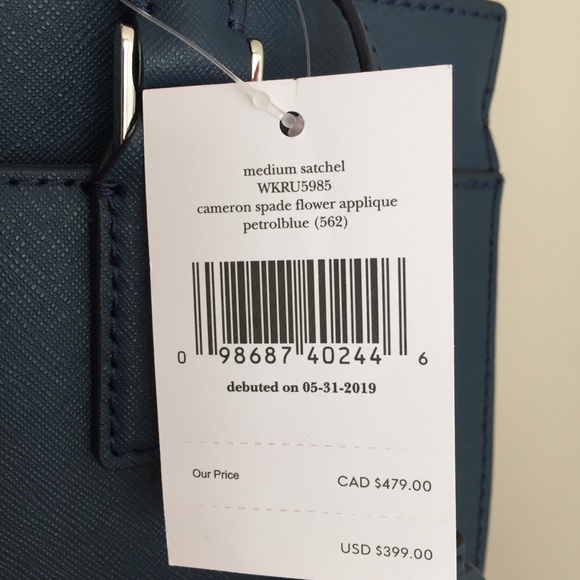 medium satchel
WKRU5985
cameron spade flower applique
petrolblue (562)
0 98687 40244 6
debuted on 05-31-2019
Our Price CAD $479.00
USD $399.00